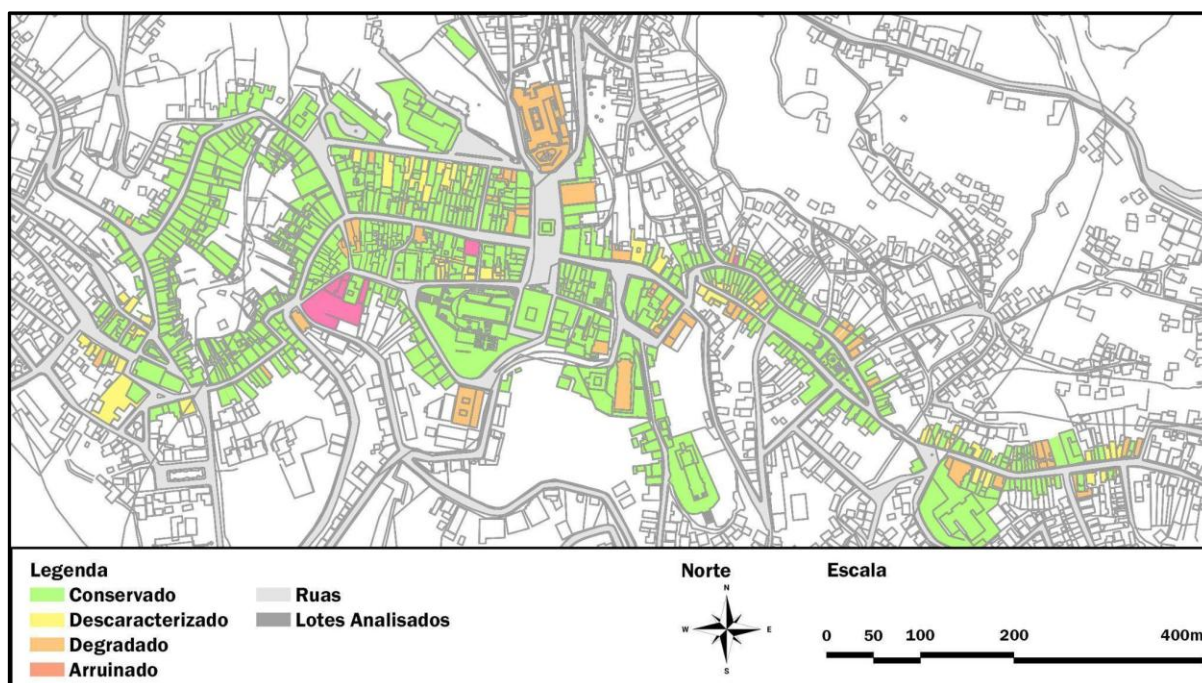 Legenda
Conservado
Descaracterizado
Degradado
Arruinado
Ruas
Lotes Analisados
Norte
N
W E
S
Escala
0 50 100 200 400m